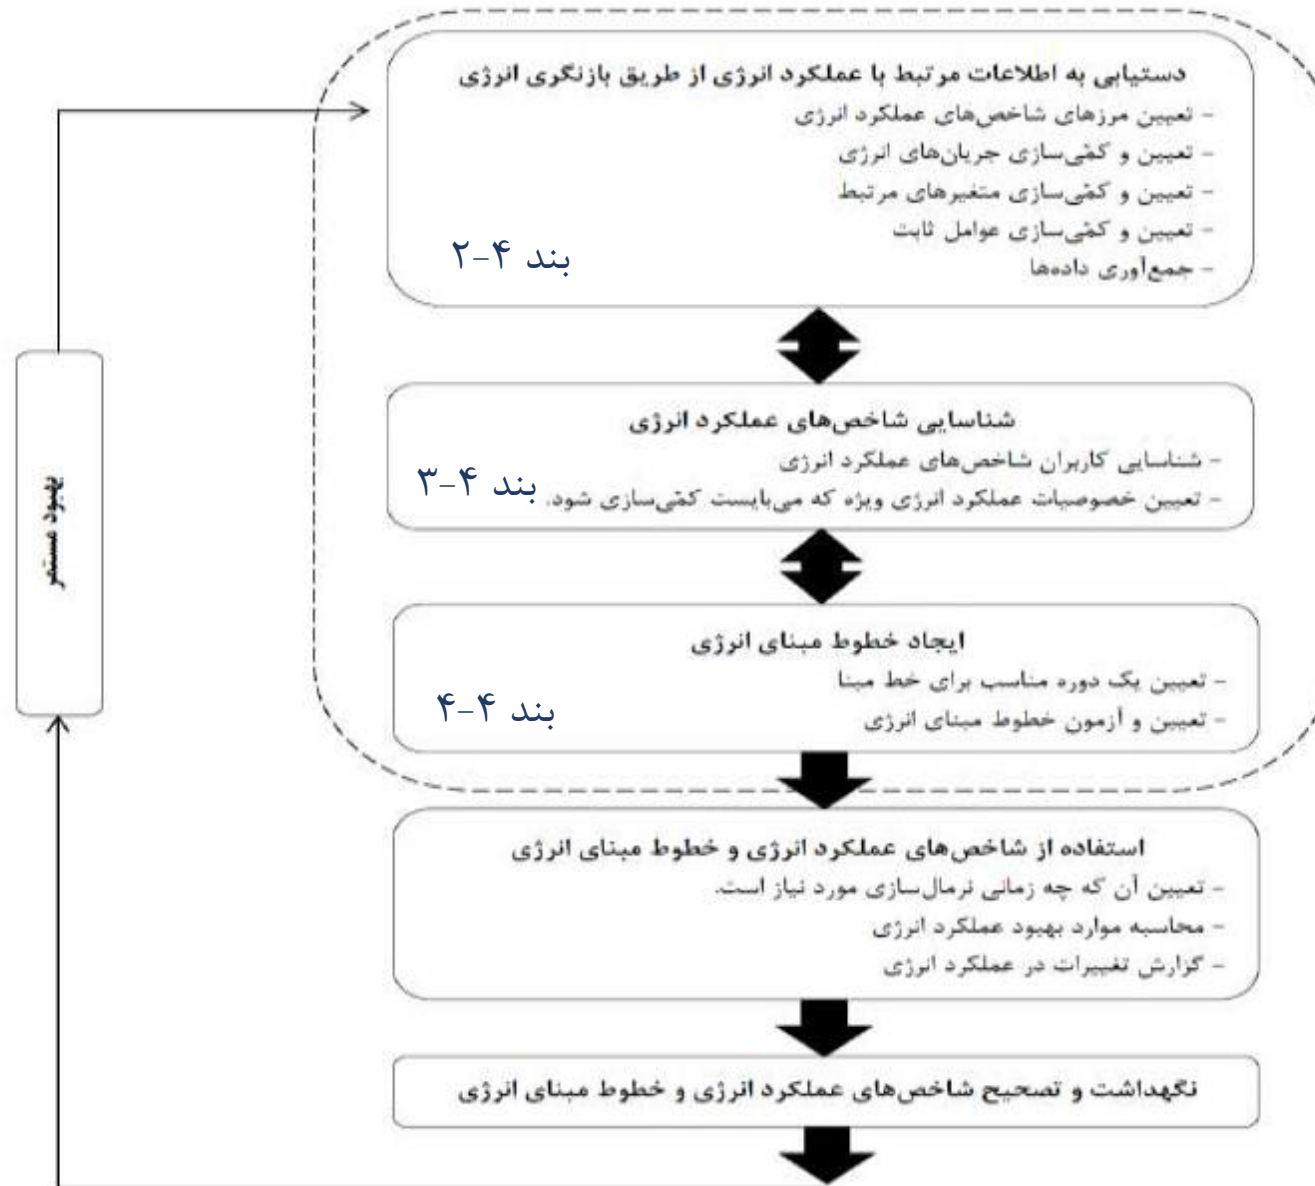 دستیابی به اطلاعات مرتبط با عملکرد انرژی از طریق بازنگری انرژی
- تعیین مرزهای شاخص‌های عملکرد انرژی
- تعیین و کمّی‌سازی جریان‌های انرژی
- تعیین و کمّی‌سازی متغیرهای مرتبط
- تعیین و کمّی‌سازی عوامل ثابت
- جمع‌آوری داده‌ها
بند ۴-۲
شناسایی شاخص‌های عملکرد انرژی
- شناسایی کاربران شاخص‌های عملکرد انرژی
- تعیین خصوصیات عملکرد انرژی ویژه که می‌بایست کمّی‌سازی شود.
بند ۴-۳
ایجاد خطوط مبنای انرژی
- تعیین یک دوره مناسب برای خط مبنا
- تعیین و آزمون خطوط مبنای انرژی
بند ۴-۴
استفاده از شاخص‌های عملکرد انرژی و خطوط مبنای انرژی
- تعیین آن که چه زمانی نرمال‌سازی مورد نیاز است.
- محاسبه موارد بهبود عملکرد انرژی
- گزارش تغییرات در عملکرد انرژی
نگهداشت و تصحیح شاخص‌های عملکرد انرژی و خطوط مبنای انرژی
بهبود مستمر